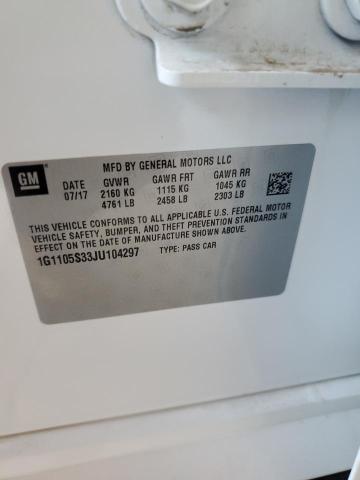 MFD BY GENERAL MOTORS LLC
GM
DATE GVWR GAWR FRT GAWR RR
07/17 2160 KG 1115 KG 1045 KG
4761 LB 2458 LB 2303 LB
THIS VEHICLE CONFORMS TO ALL APPLICABLE U.S. FEDERAL MOTOR
VEHICLE SAFETY, BUMPER, AND THEFT PREVENTION STANDARDS IN
EFFECT ON THE DATE OF MANUFACTURE SHOWN ABOVE.
1G1105S33JU104297 TYPE: PASS CAR